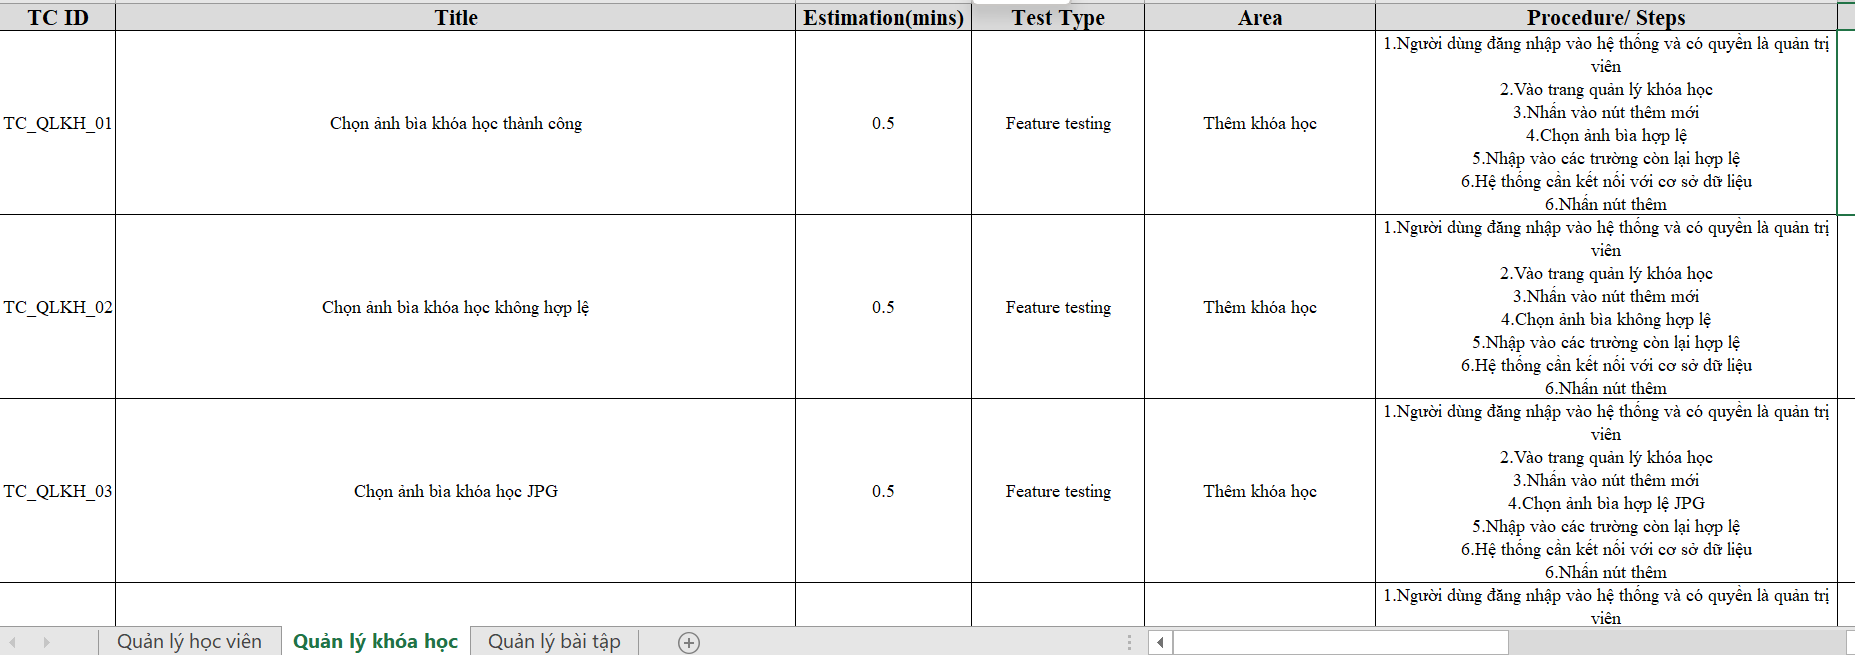 TC ID Title Estimation(mins) Test Type Area Procedure/ Steps
1.Người dùng đăng nhập vào hệ thống và có quyền là quản trị
viên
2.Vào trang quản lý khóa học
3.Nhấn vào nút thêm mới
TC_QLKH_01 Chọn ảnh bìa khóa học thành công 0.5 Feature testing Thêm khóa học
4.Chọn ảnh bìa hợp lệ
5.Nhập vào các trường còn lại hợp lệ
6.Hệ thống cần kết nối với cơ sở dữ liệu
6.Nhấn nút thêm
1.Người dùng đăng nhập vào hệ thống và có quyền là quản trị
viên
2.Vào trang quản lý khóa học
3.Nhấn vào nút thêm mới
TC_QLKH_02 Chọn ảnh bìa khóa học không hợp lệ 0.5 Feature testing Thêm khóa học
4.Chọn ảnh bìa không hợp lệ
5.Nhập vào các trường còn lại hợp lệ
6.Hệ thống cần kết nối với cơ sở dữ liệu
6.Nhấn nút thêm
1.Người dùng đăng nhập vào hệ thống và có quyền là quản trị
viên
2.Vào trang quản lý khóa học
3.Nhấn vào nút thêm mới
TC_QLKH_03 Chọn ảnh bìa khóa học JPG 0.5 Feature testing Thêm khóa học
4.Chọn ảnh bìa hợp lệ JPG
5.Nhập vào các trường còn lại hợp lệ
6.Hệ thống cần kết nối với cơ sở dữ liệu
6.Nhấn nút thêm
1.Người dùng đăng nhập vào hệ thống và có quyền là quản trị
viên
Quản lý học viên Quản lý khóa học Quản lý bài tập